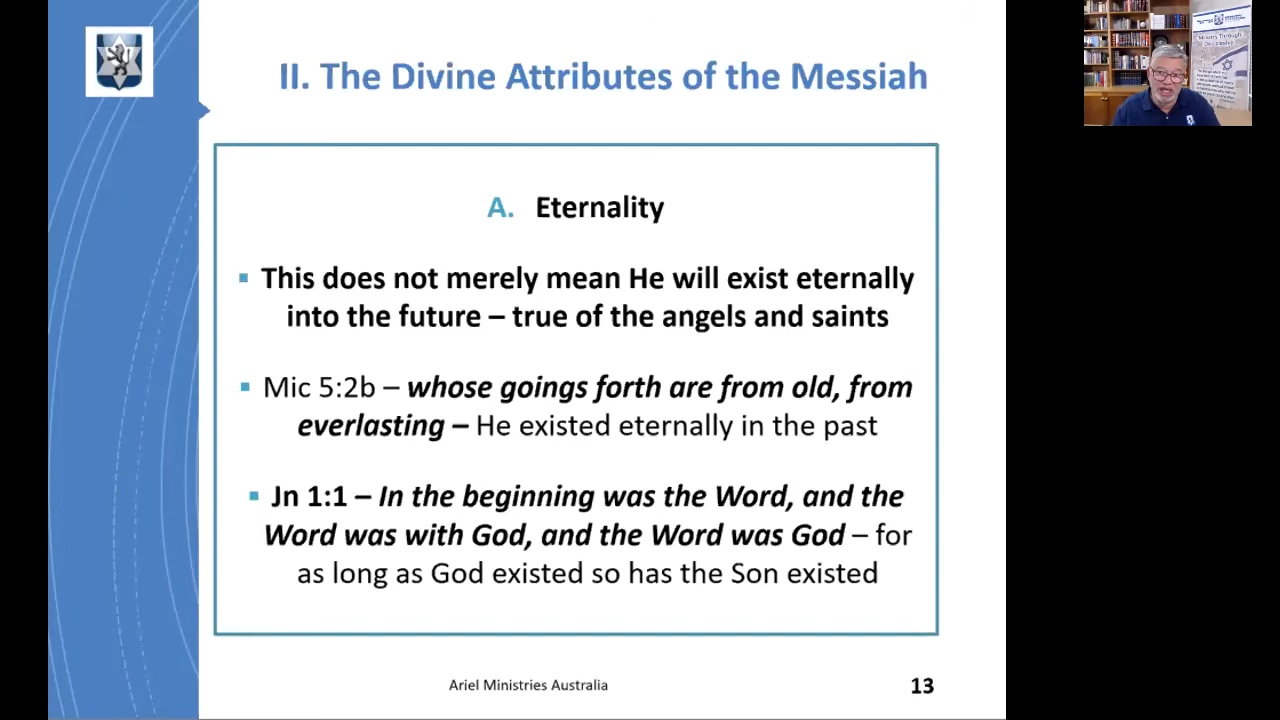 II. The Divine Attributes of the Messiah
A. Eternality
▪ This does not merely mean He will exist eternally
into the future – true of the angels and saints
▪ Mic 5:2b – whose goings forth are from old, from
everlasting – He existed eternally in the past
▪ Jn 1:1 – In the beginning was the Word, and the
Word was with God, and the Word was God – for
as long as God existed so has the Son existed
Ariel Ministries Australia
13
Ministry Through